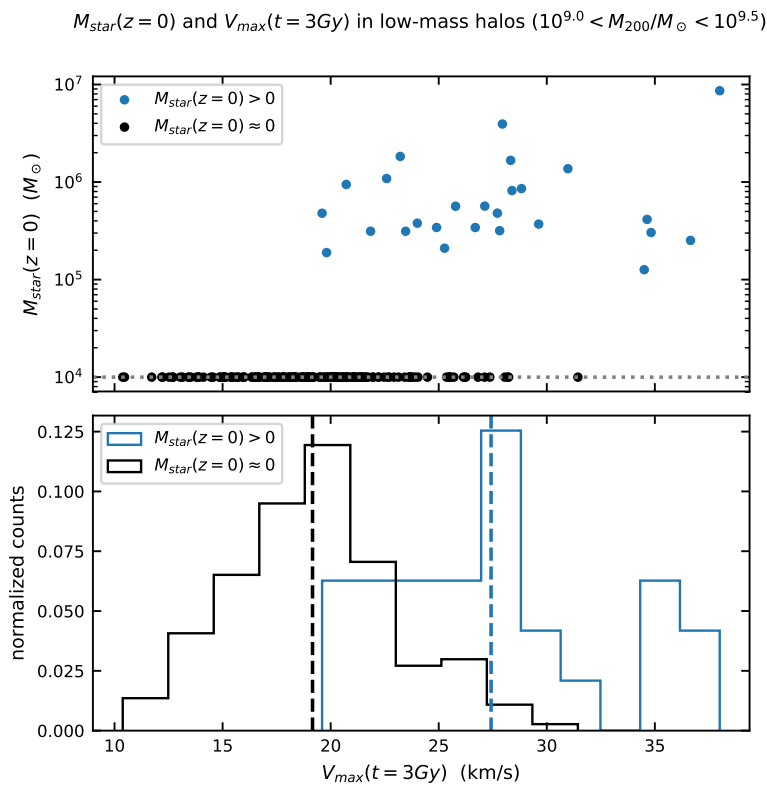 M_star(z = 0) and V_max(t = 3Gy) in low-mass halos (10^9.0 < M_200/M_⊙ < 10^9.5)
10^7
M_star(z = 0) > 0
M_star(z = 0) ≈ 0
10^6
10^5
10^4
M_star(z = 0) (M_⊙)
0.125
M_star(z = 0) > 0
M_star(z = 0) ≈ 0
0.100
0.075
0.050
0.025
0.000
normalized counts
10 15 20 25 30 35
V_max(t = 3Gy) (km/s)